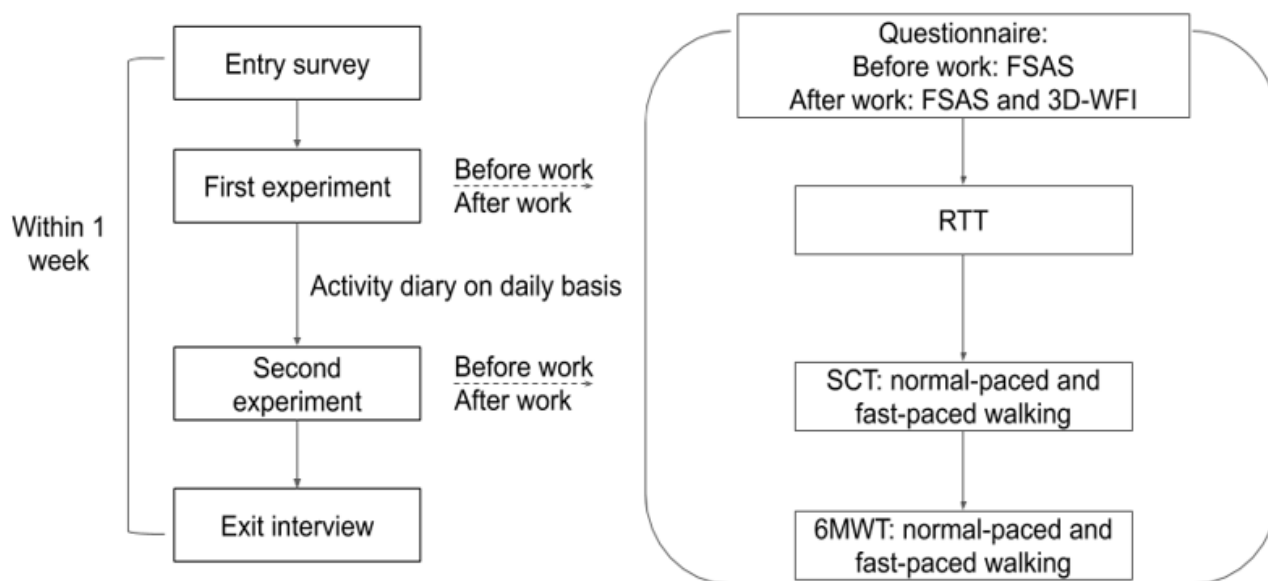 Entry survey
First experiment
Before work
After work
Within 1
week
Activity diary on daily basis
Second
experiment
Before work
After work
Exit interview
Questionnaire:
Before work: FSAS
After work: FSAS and 3D-WFI
RTT
SCT: normal-paced and
fast-paced walking
6MWT: normal-paced and
fast-paced walking